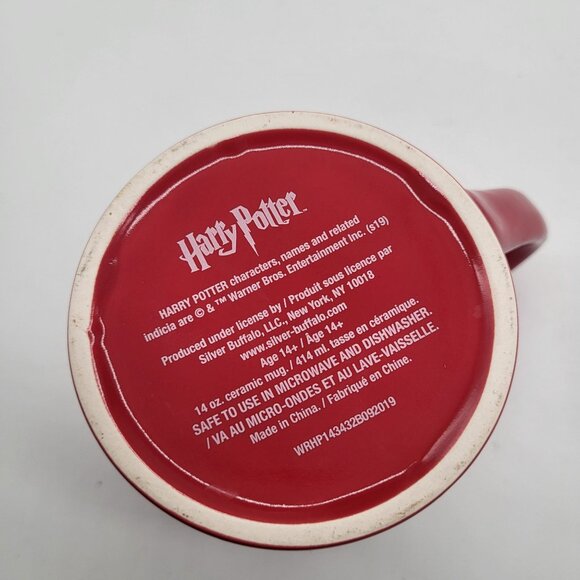 Harry Potter™
HARRY POTTER characters, names and related
indicia are © & ™ Warner Bros. Entertainment Inc. (s19)
Produced under license by / Produit sous licence par
Silver Buffalo, LLC., New York, NY 10018
www.silver-buffalo.com
Age 14+ / Âge 14+
14 oz. ceramic mug. / 414 ml. tasse en céramique.
SAFE TO USE IN MICROWAVE AND DISHWASHER.
/ VA AU MICRO-ONDES ET AU LAVE-VAISSELLE.
Made in China. / Fabriqué en Chine.
WRHP143432B092019